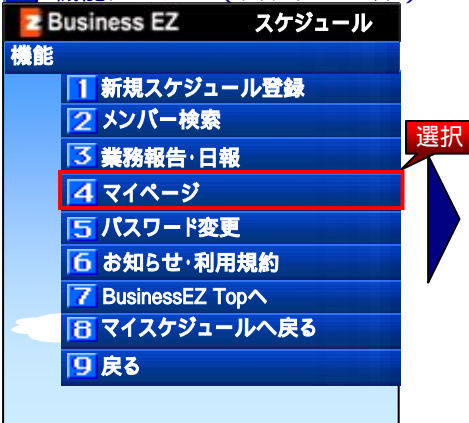 Business EZ スケジュール
機能
1 新規スケジュール登録
2 メンバー検索
3 業務報告・日報
選択
4 マイページ
5 パスワード変更
6 お知らせ・利用規約
7 BusinessEZ Topへ
8 マイスケジュールへ戻る
9 戻る